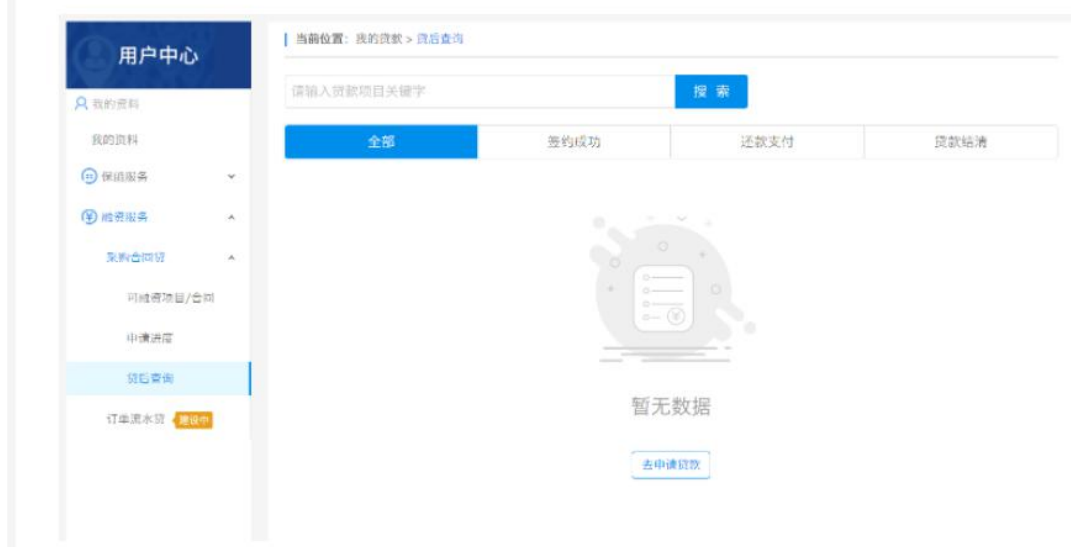 用户中心
我的资料
我的资料
保函服务
融资服务
采购合同贷
可融资项目/合同
申请进度
贷后查询
订单流水贷 建设中
当前位置：我的贷款 > 贷后查询
请输入贷款项目关键字
搜 索
全部 签约成功 还款支付 贷款结清
暂无数据
去申请贷款